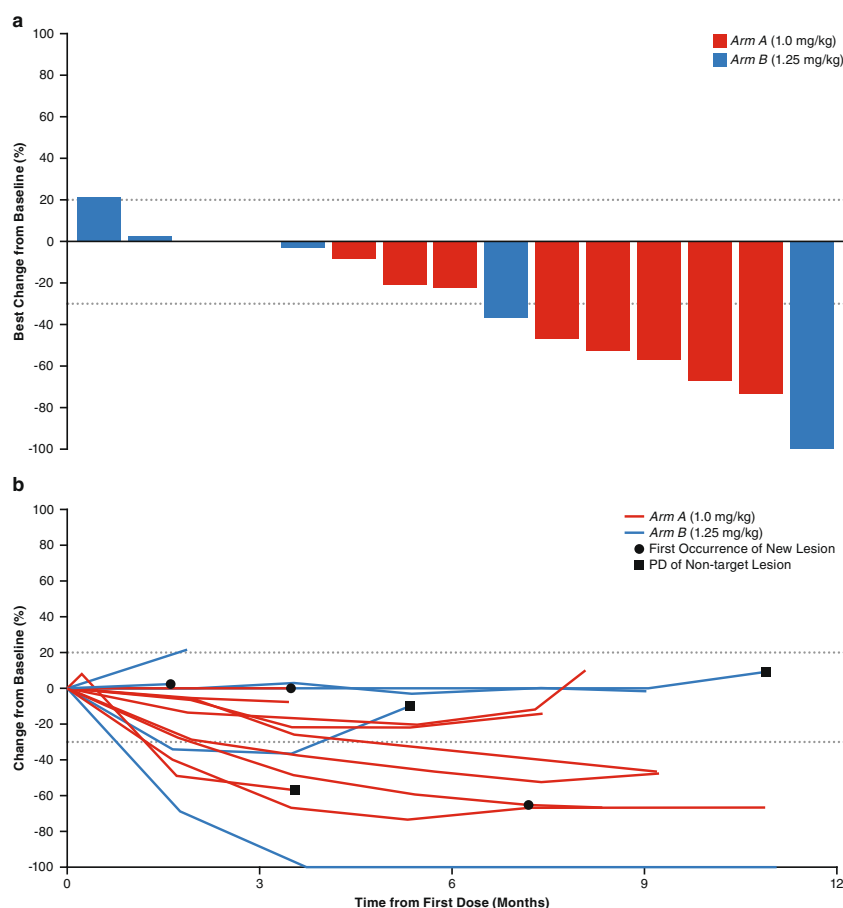 a
Arm A (1.0 mg/kg)
Arm B (1.25 mg/kg)
Best Change from Baseline (%)
100
80
60
40
20
0
-20
-40
-60
-80
-100
b
Arm A (1.0 mg/kg)
Arm B (1.25 mg/kg)
First Occurrence of New Lesion
PD of Non-target Lesion
Change from Baseline (%)
100
80
60
40
20
0
-20
-40
-60
-80
-100
0 3 6 9 12
Time from First Dose (Months)